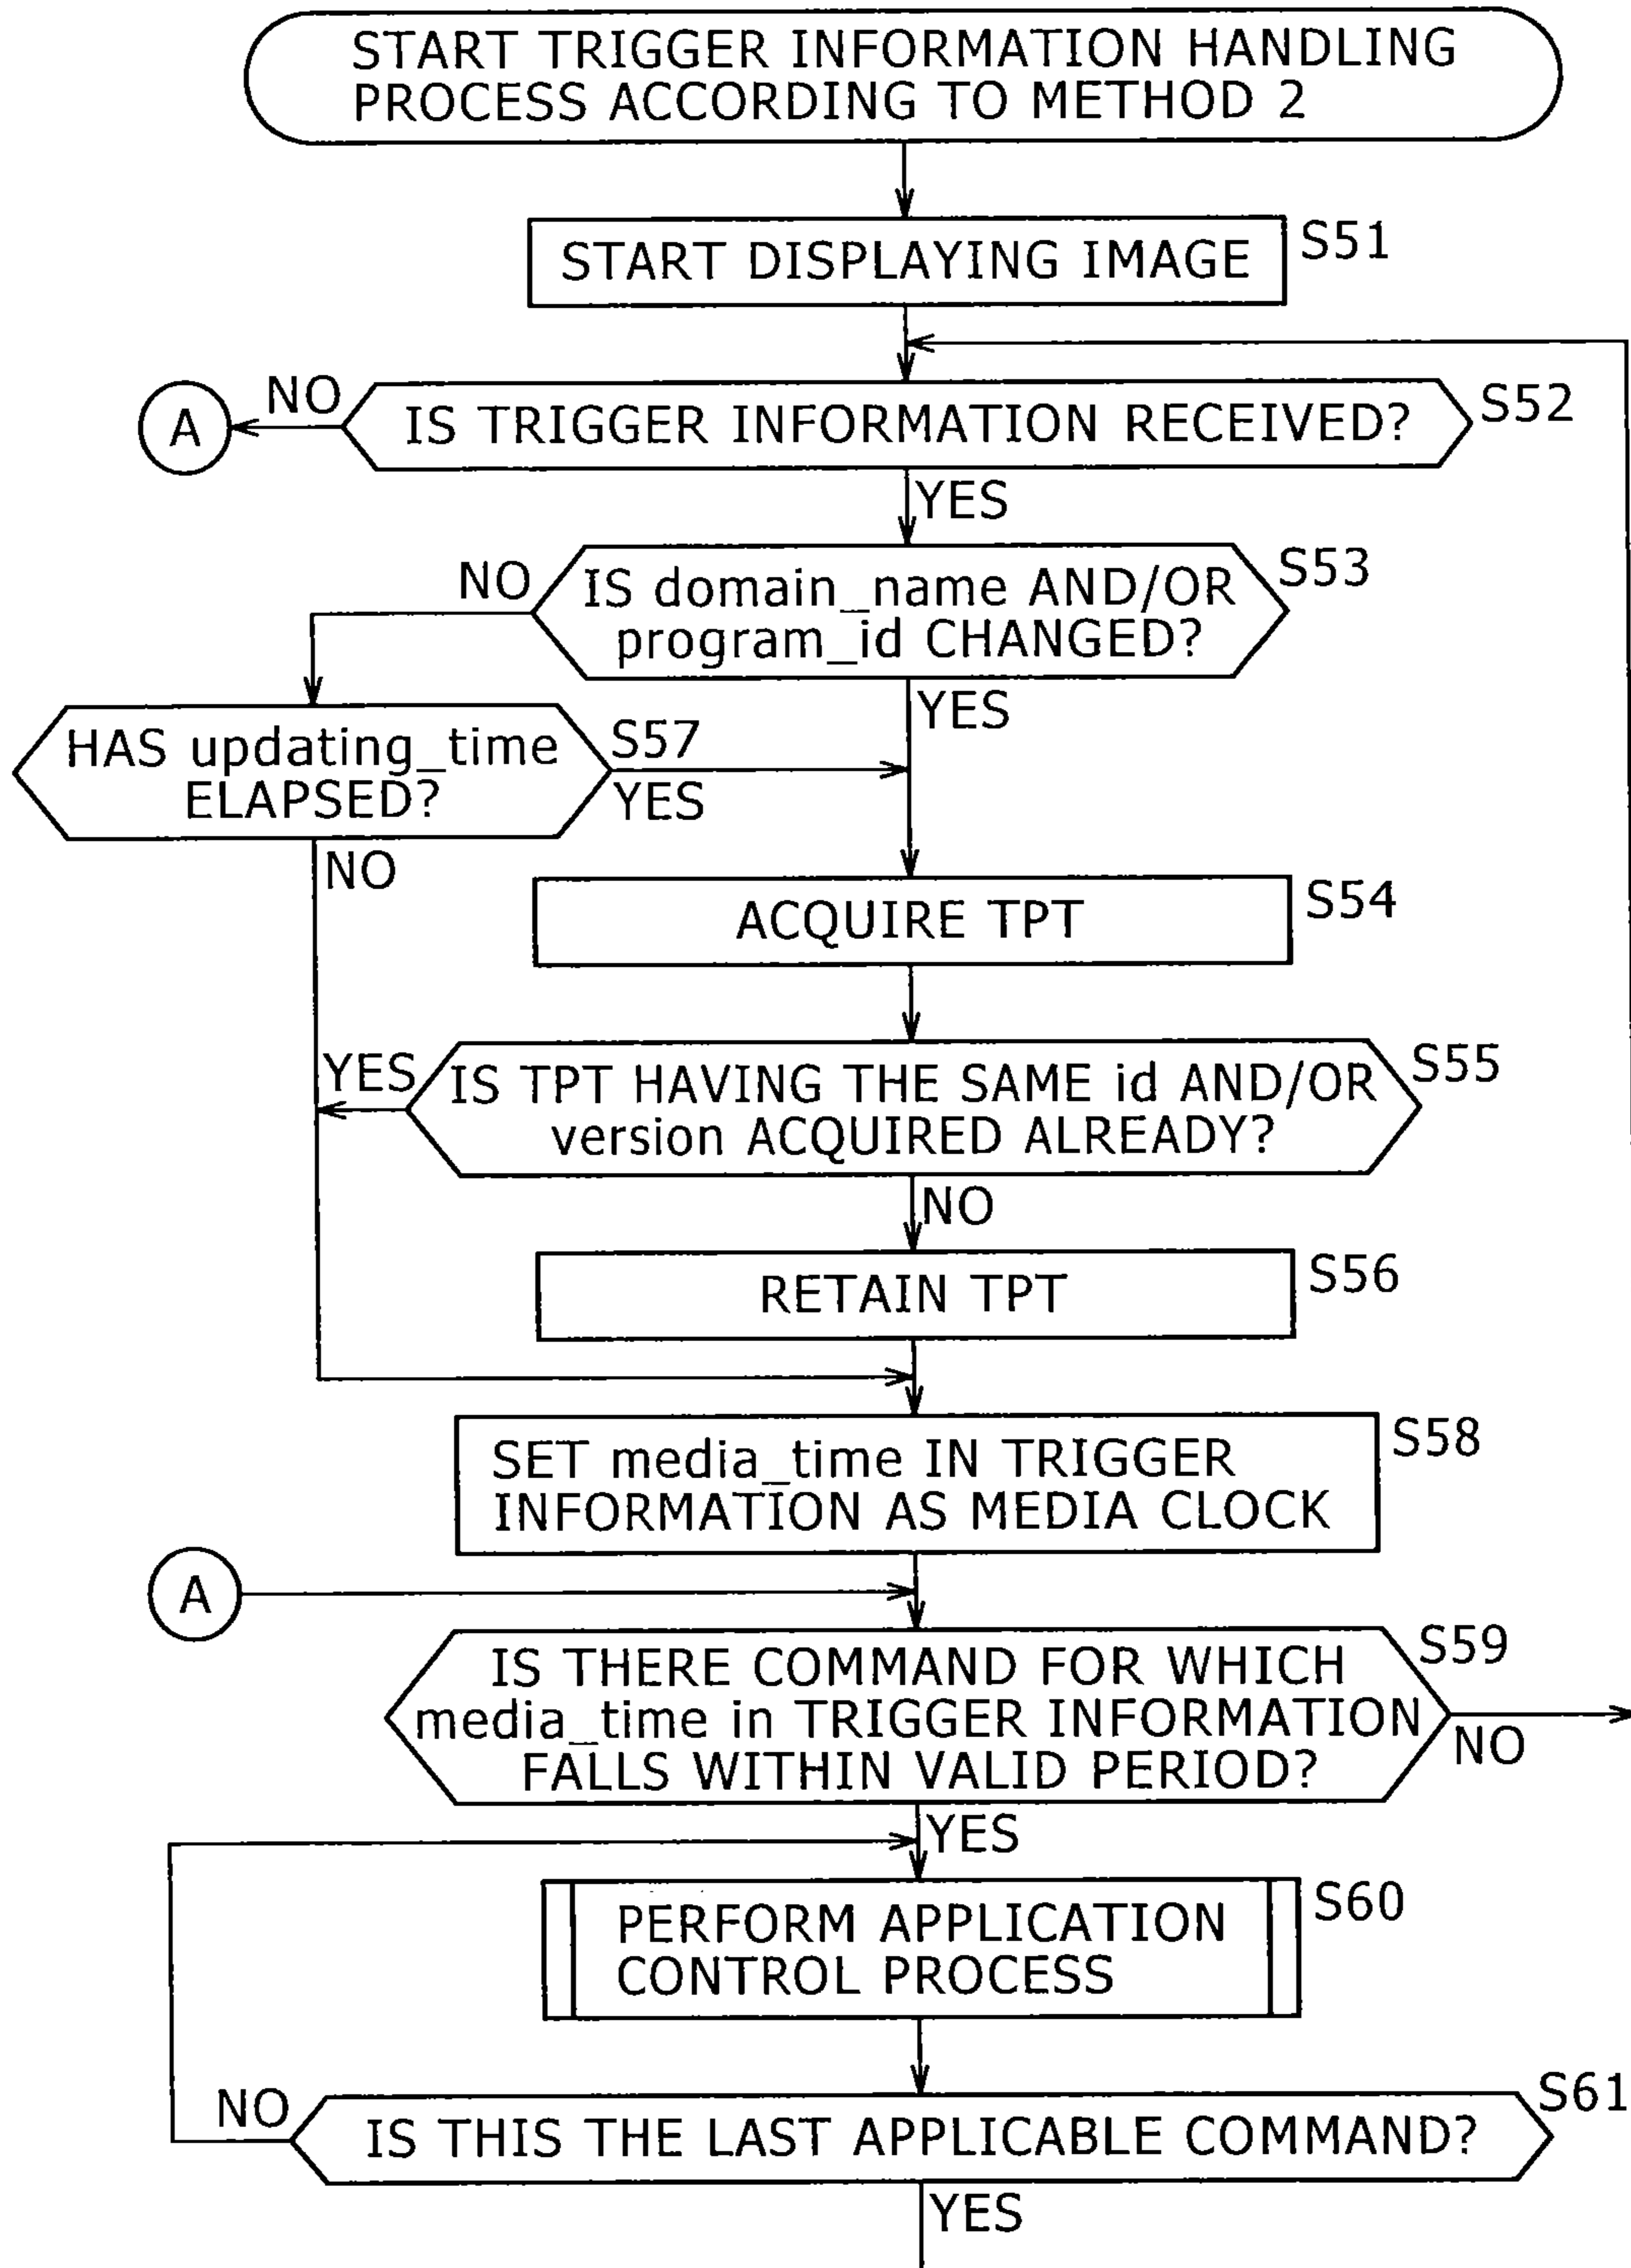 START TRIGGER INFORMATION HANDLING
PROCESS ACCORDING TO METHOD 2
START DISPLAYING IMAGE
S51
A
NO
IS TRIGGER INFORMATION RECEIVED?
S52
YES
NO
IS domain_name AND/OR
program_id CHANGED?
S53
YES
HAS updating_time
ELAPSED?
S57
YES
NO
ACQUIRE TPT
S54
YES
IS TPT HAVING THE SAME id AND/OR
version ACQUIRED ALREADY?
S55
NO
RETAIN TPT
S56
SET media_time IN TRIGGER
INFORMATION AS MEDIA CLOCK
S58
A
IS THERE COMMAND FOR WHICH
media_time in TRIGGER INFORMATION
FALLS WITHIN VALID PERIOD?
S59
NO
YES
PERFORM APPLICATION
CONTROL PROCESS
S60
NO
IS THIS THE LAST APPLICABLE COMMAND?
S61
YES